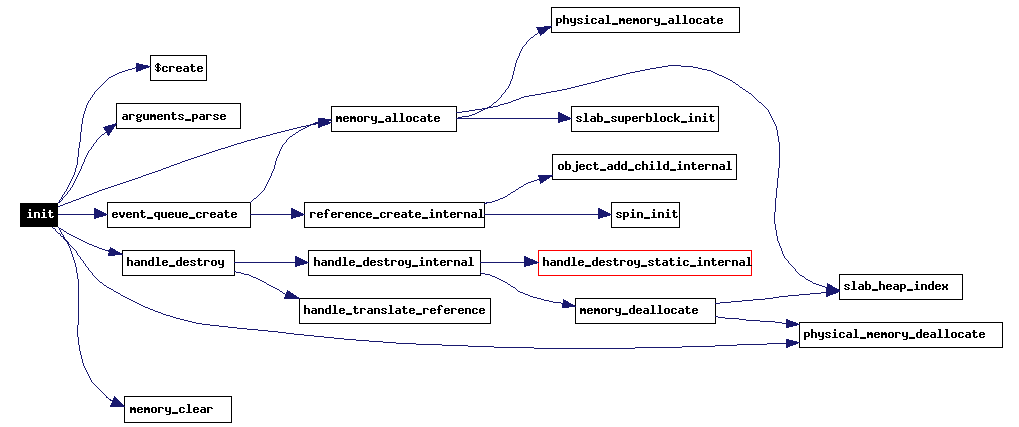 physical_memory_allocate
$create
arguments_parse
memory_allocate
slab_superblock_init
object_add_child_internal
init
event_queue_create
reference_create_internal
spin_init
handle_destroy
handle_destroy_internal
handle_destroy_static_internal
slab_heap_index
handle_translate_reference
memory_deallocate
physical_memory_deallocate
memory_clear